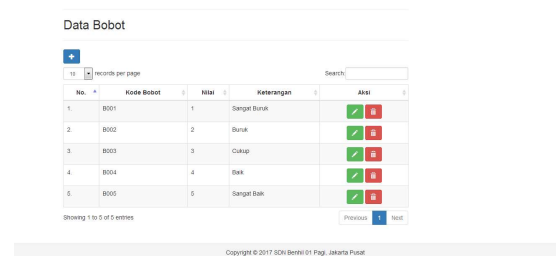 Data Bobot
+
10 records per page Search:
No. Kode Bobot Nilai Keterangan Aksi
1. B001 1 Sangat Buruk
2. B002 2 Buruk
3. B003 3 Cukup
4. B004 4 Baik
5. B005 5 Sangat Baik
Showing 1 to 5 of 5 entries Previous 1 Next
Copyright © 2017 SDN Benhil 01 Pagi, Jakarta Pusat